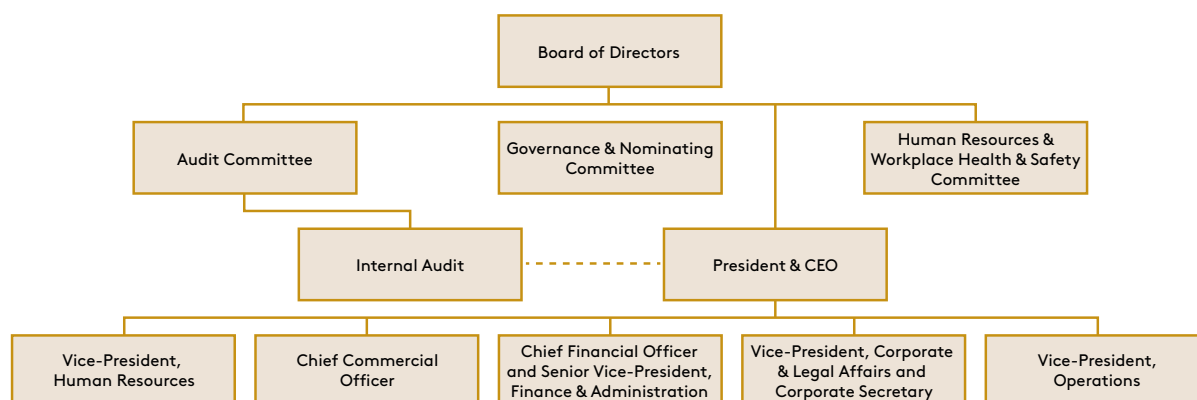 Board of Directors
Audit Committee
Governance & Nominating
Committee
Human Resources &
Workplace Health & Safety
Committee
Internal Audit
President & CEO
Vice-President,
Human Resources
Chief Commercial
Officer
Chief Financial Officer
and Senior Vice-President,
Finance & Administration
Vice-President, Corporate
& Legal Affairs and
Corporate Secretary
Vice-President,
Operations